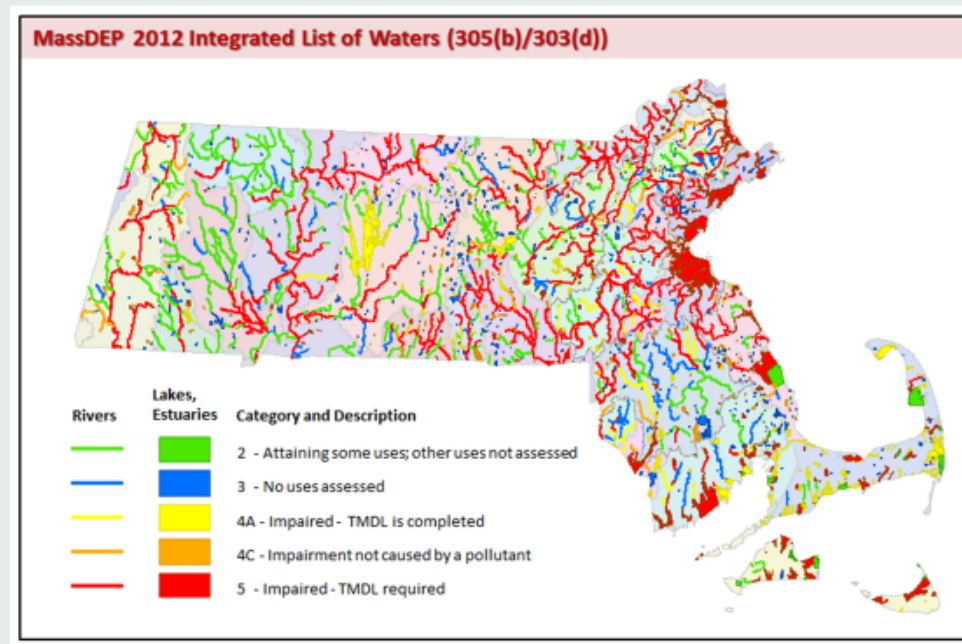 MassDEP 2012 Integrated List of Waters (305(b)/303(d))
Rivers
Lakes,
Estuaries
Category and Description
2 - Attaining some uses; other uses not assessed
3 - No uses assessed
4A - Impaired - TMDL is completed
4C - Impairment not caused by a pollutant
5 - Impaired - TMDL required